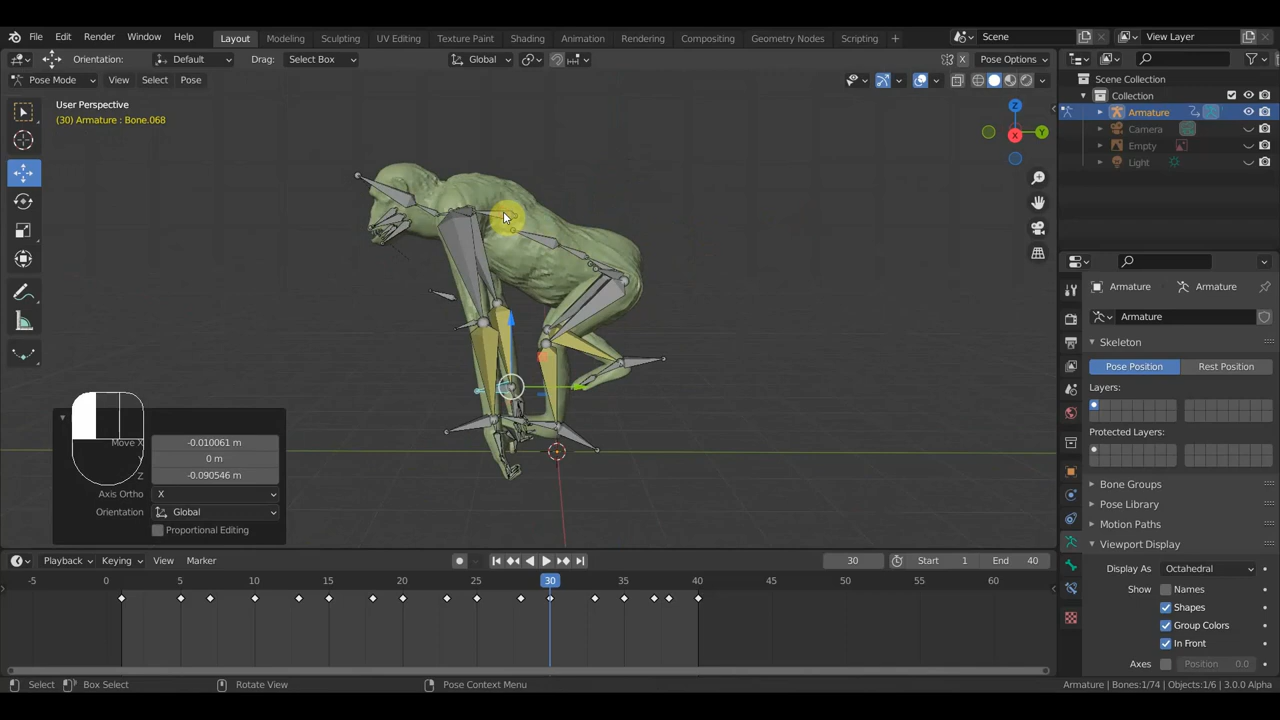 File Edit Render Window Help Layout Modeling Sculpting UV Editing Texture Paint Shading Animation Rendering Compositing Geometry Nodes Scripting + Scene View Layer
Orientation: Default Drag: Select Box Global X Pose Options
Pose Mode View Select Pose
User Perspective
(30) Armature : Bone.068
Z
Y
X
Move X -0.010061 m
0 m
Z -0.090546 m
Axis Ortho X
Orientation Global
Proportional Editing
Scene Collection
Collection
Armature
Camera
Empty
Light
Armature Armature
Armature
Skeleton
Pose Position Rest Position
Layers:
Protected Layers:
Bone Groups
Pose Library
Motion Paths
Viewport Display
Display As Octahedral
Show Names
Shapes
Group Colors
In Front
Axes Position 0.0
Playback Keying View Marker 30 Start 1 End 40
-5 0 5 10 15 20 25 30 35 40 45 50 55 60
Select Box Select Rotate View Pose Context Menu Armature | Bones:1/74 | Objects:1/6 | 3.0.0 Alpha